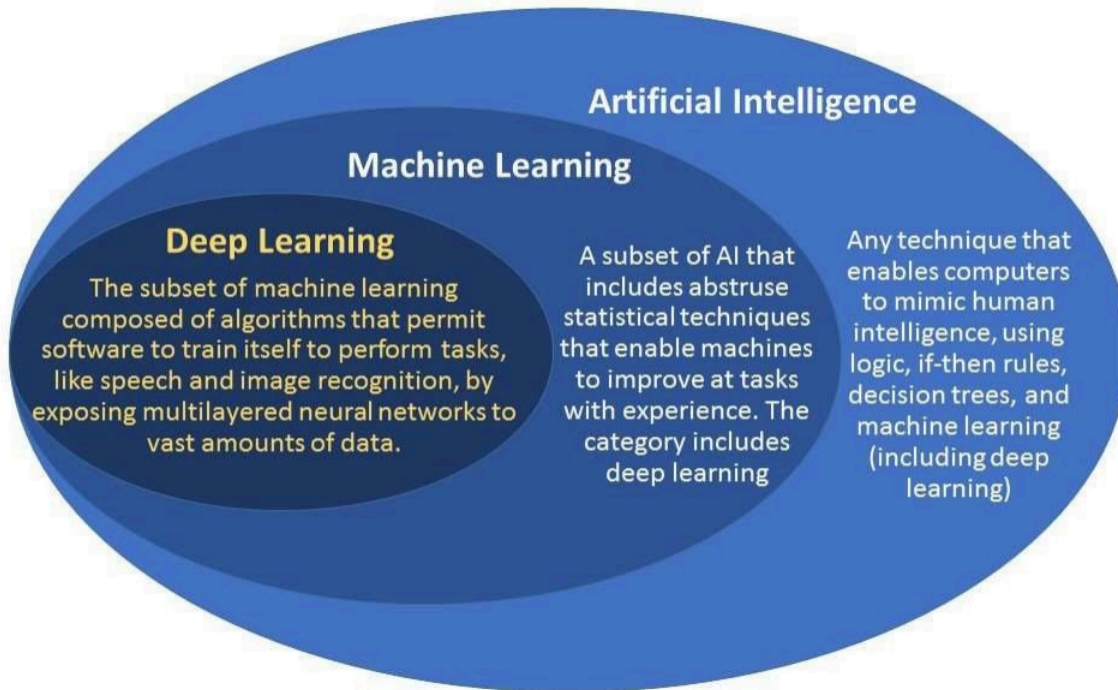 Artificial Intelligence
Machine Learning
Deep Learning
The subset of machine learning
composed of algorithms that permit
software to train itself to perform tasks,
like speech and image recognition, by
exposing multilayered neural networks to
vast amounts of data.
A subset of AI that
includes abstruse
statistical techniques
that enable machines
to improve at tasks
with experience. The
category includes
deep learning
Any technique that
enables computers
to mimic human
intelligence, using
logic, if-then rules,
decision trees, and
machine learning
(including deep
learning)